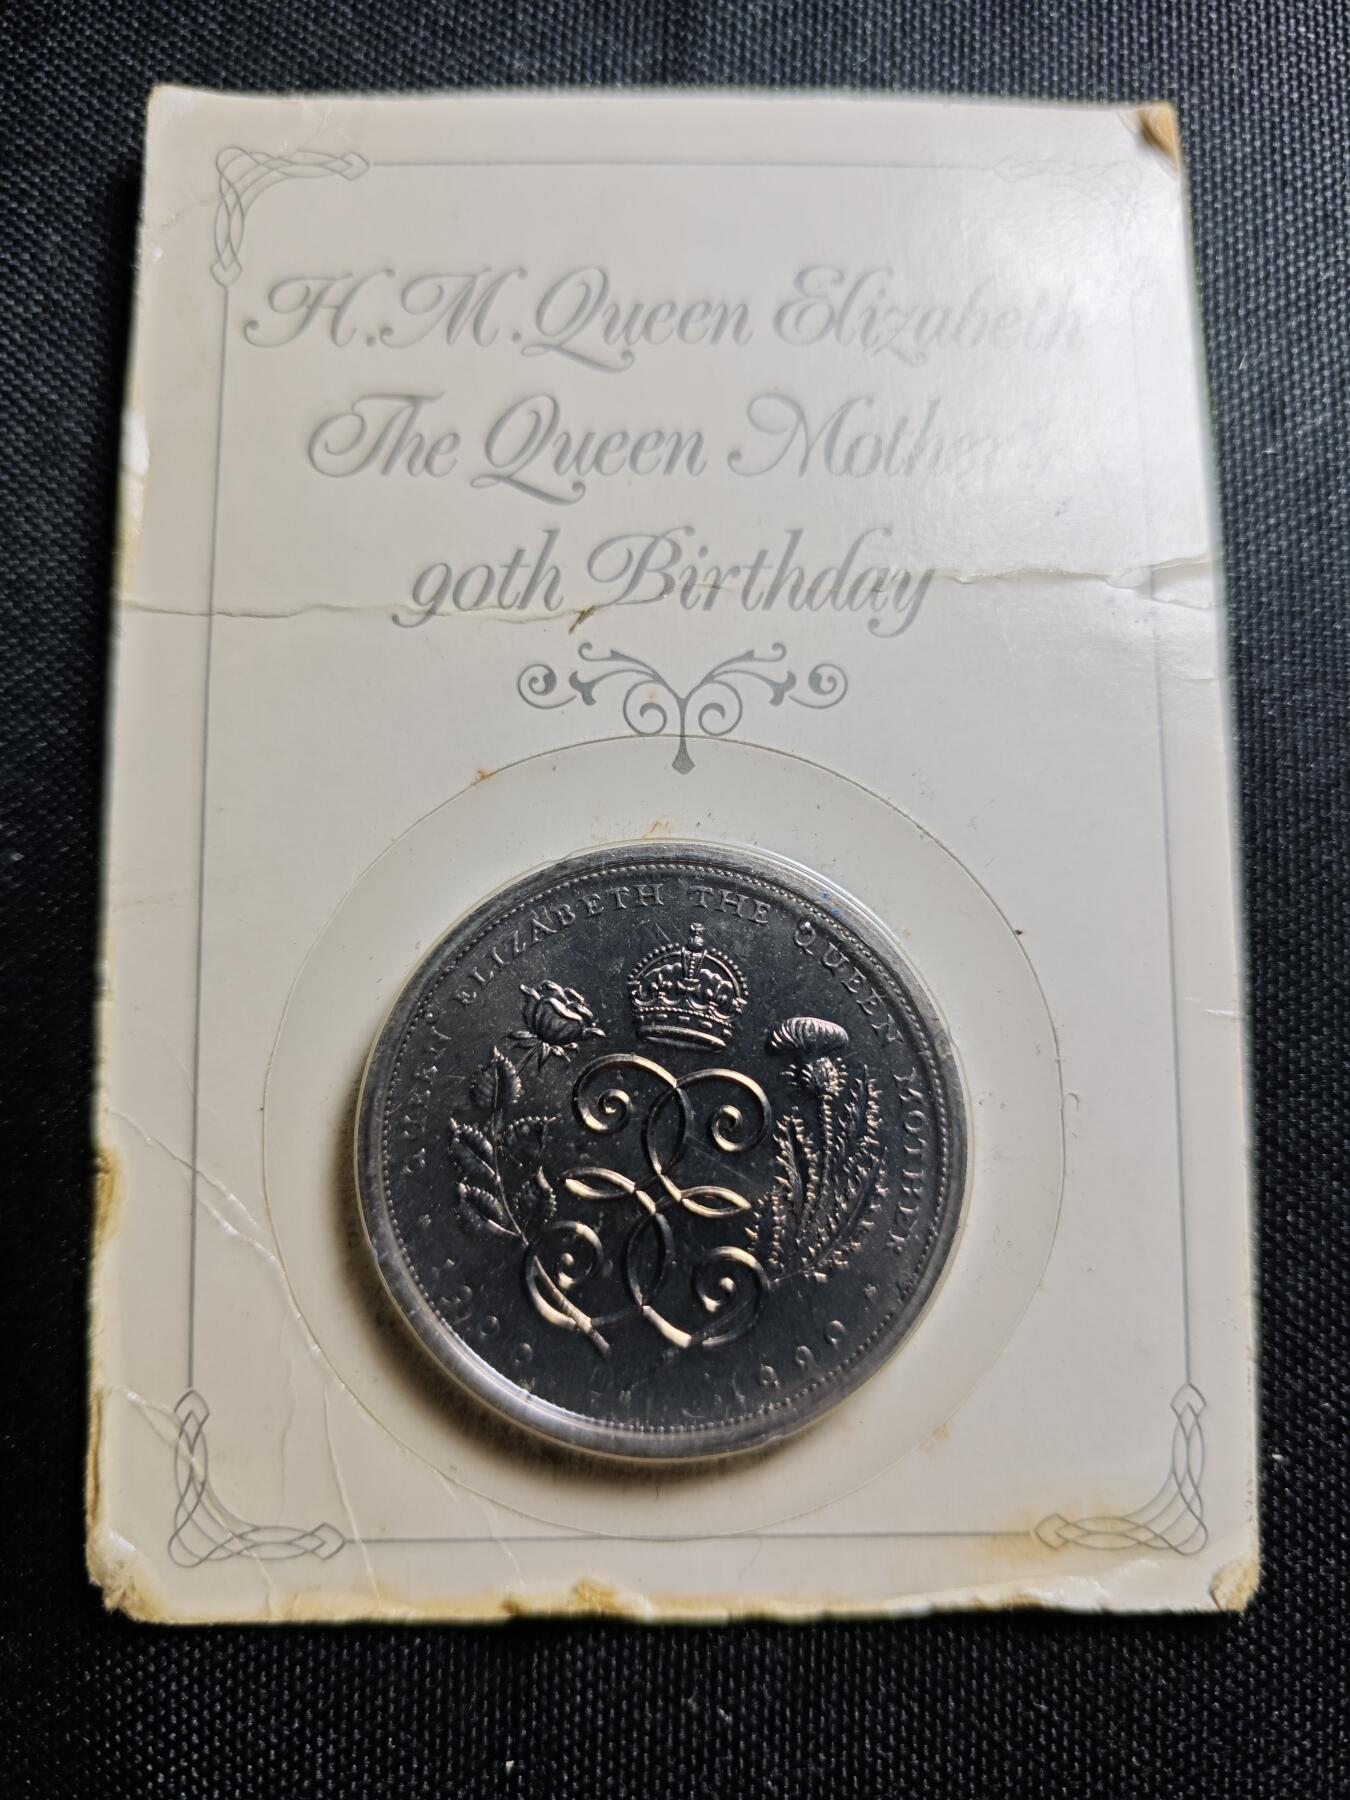 H.M. Queen Elizabeth
The Queen Mother's
90th Birthday
QUEEN ELIZABETH THE QUEEN MOTHER
· 1900 · 1990 ·